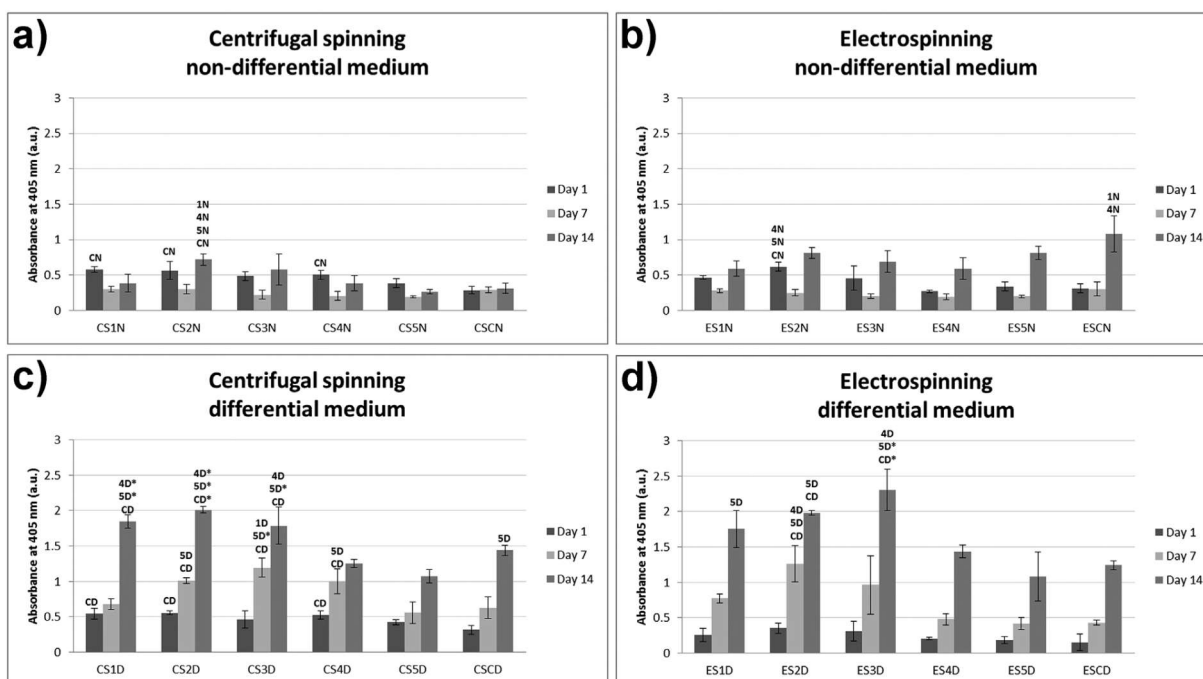 a)
Centrifugal spinning
non-differential medium
Absorbance at 405 nm (a.u.)
3
2.5
2
1.5
1
0.5
0
CN
CN
1N
4N
5N
CN
CN
CS1N
CS2N
CS3N
CS4N
CS5N
CSCN
Day 1
Day 7
Day 14
b)
Electrospinning
non-differential medium
Absorbance at 405 nm (a.u.)
3
2.5
2
1.5
1
0.5
0
4N
5N
CN
1N
4N
ES1N
ES2N
ES3N
ES4N
ES5N
ESCN
Day 1
Day 7
Day 14
c)
Centrifugal spinning
differential medium
Absorbance at 405 nm (a.u.)
3
2.5
2
1.5
1
0.5
0
CD
4D*
5D*
CD
CD
5D
CD
4D*
5D*
CD*
1D
5D*
CD
4D
5D*
CD
CD
5D
CD
5D
CS1D
CS2D
CS3D
CS4D
CS5D
CSCD
Day 1
Day 7
Day 14
d)
Electrospinning
differential medium
Absorbance at 405 nm (a.u.)
3
2.5
2
1.5
1
0.5
0
5D
4D
5D
CD
5D
CD
4D
5D*
CD*
ES1D
ES2D
ES3D
ES4D
ES5D
ESCD
Day 1
Day 7
Day 14